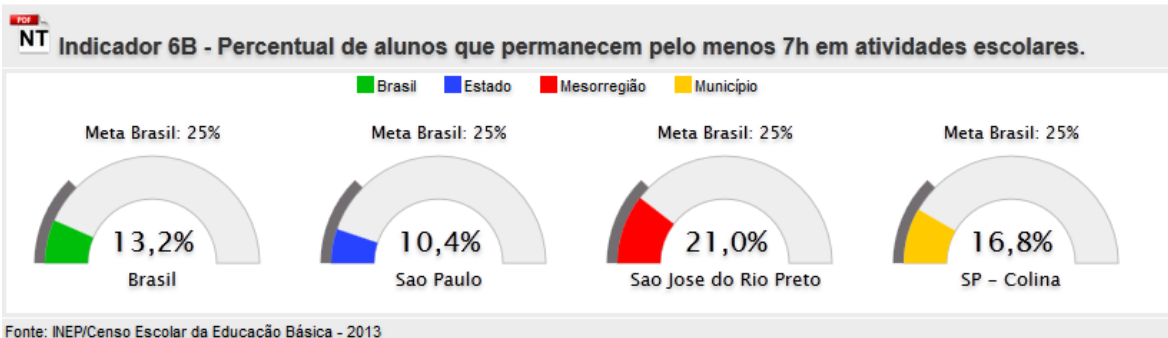 PDF
NT
Indicador 6B - Percentual de alunos que permanecem pelo menos 7h em atividades escolares.
Brasil Estado Mesorregião Município
Meta Brasil: 25% Meta Brasil: 25% Meta Brasil: 25% Meta Brasil: 25%
13,2% 10,4% 21,0% 16,8%
Brasil Sao Paulo Sao Jose do Rio Preto SP - Colina
Fonte: INEP/Censo Escolar da Educação Básica - 2013